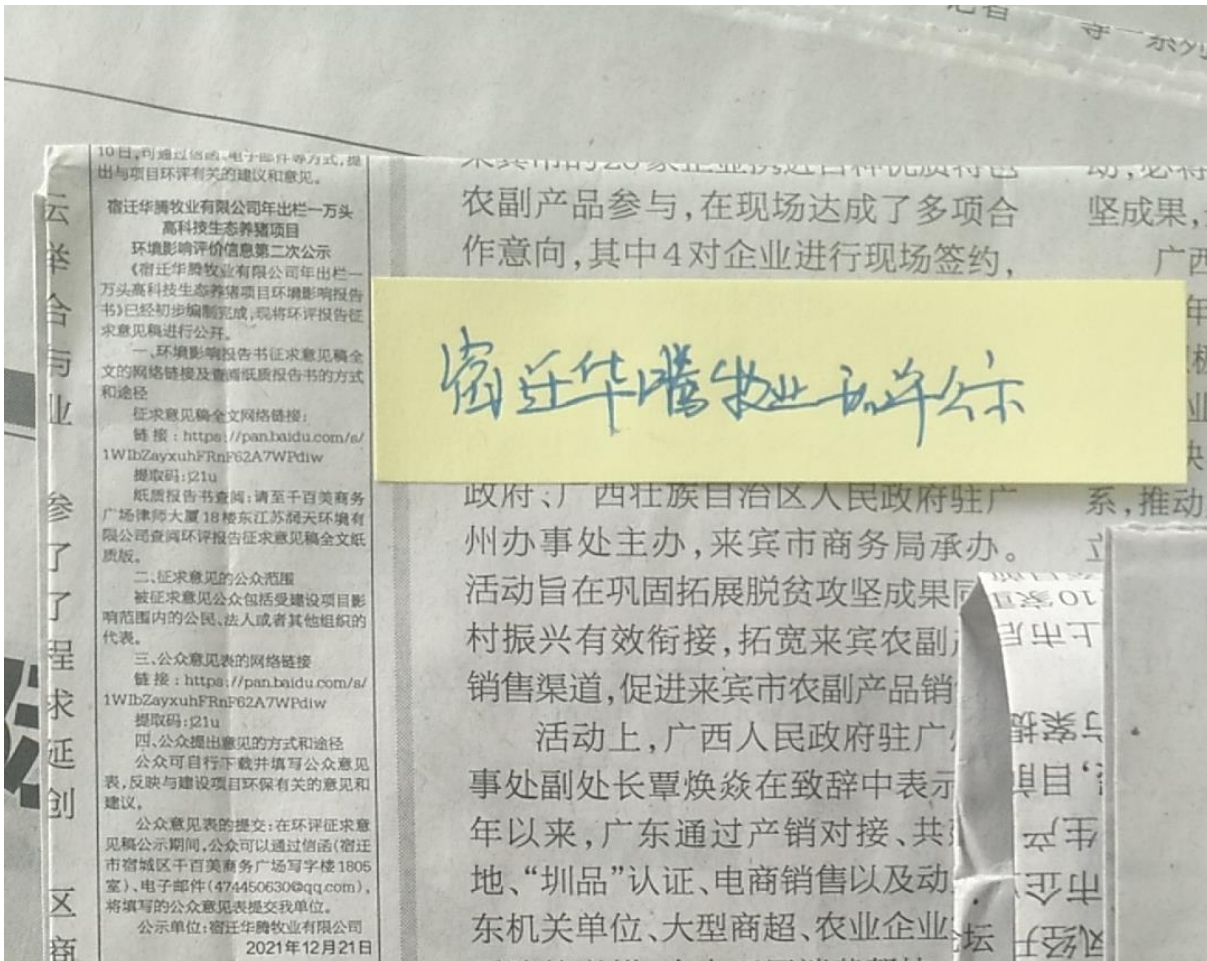 记者
等一系列
10日,可通过信函、电子邮件等方式,提
出与项目环评有关的建议和意见。
宿迁华腾牧业有限公司年出栏一万头
高科技生态养猪项目
环境影响评价信息第二次公示
《宿迁华腾牧业有限公司年出栏一
万头高科技生态养猪项目环境影响报告
书》已经初步编制完成,现将环评报告征
求意见稿进行公开。
一、环境影响报告书征求意见稿全
文的网络链接及查阅纸质报告书的方式
和途径
征求意见稿全文网络链接:
链接:https://pan.baidu.com/s/
1WIbZayxuhFRnF62A7WPdiw
提取码:j21u
纸质报告书查阅:请至千百美商务
广场律师大厦18楼东江苏润天环境有
限公司查阅环评报告征求意见稿全文纸
质版。
二、征求意见的公众范围
被征求意见公众包括受建设项目影
响范围内的公民、法人或者其他组织的
代表。
三、公众意见表的网络链接
链接:https://pan.baidu.com/s/
1WIbZayxuhFRnF62A7WPdiw
提取码:j21u
四、公众提出意见的方式和途径
公众可自行下载并填写公众意见
表,反映与建设项目环保有关的意见和
建议。
公众意见表的提交:在环评征求意
见稿公示期间,公众可以通过信函(宿迁
市宿城区千百美商务广场写字楼1805
室)、电子邮件(474450630@qq.com),
将填写的公众意见表提交我单位。
公示单位:宿迁华腾牧业有限公司
2021年12月21日
农副产品参与,在现场达成了多项合
作意向,其中4对企业进行现场签约,
宿迁华腾牧业 公示
政府、广西壮族自治区人民政府驻广
州办事处主办,来宾市商务局承办。
活动旨在巩固拓展脱贫攻坚成果同
村振兴有效衔接,拓宽来宾农副
销售渠道,促进来宾市农副产品销
活动上,广西人民政府驻广
事处副处长覃焕焱在致辞中表示
年以来,广东通过产销对接、共
地、“圳品”认证、电商销售以及动
东机关单位、大型商超、农业企业
坚成果,
广西
年
业
系,推动
云
举
合
与
业
参
了
了
程
求
延
创
区
商